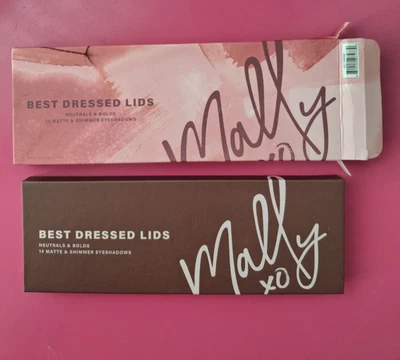 BEST DRESSED LIDS
NEUTRALS & BOLDS
14 MATTE & SHIMMER EYESHADOWS
Mally
XO
BEST DRESSED LIDS
NEUTRALS & BOLDS
14 MATTE & SHIMMER EYESHADOWS
Mally
XO